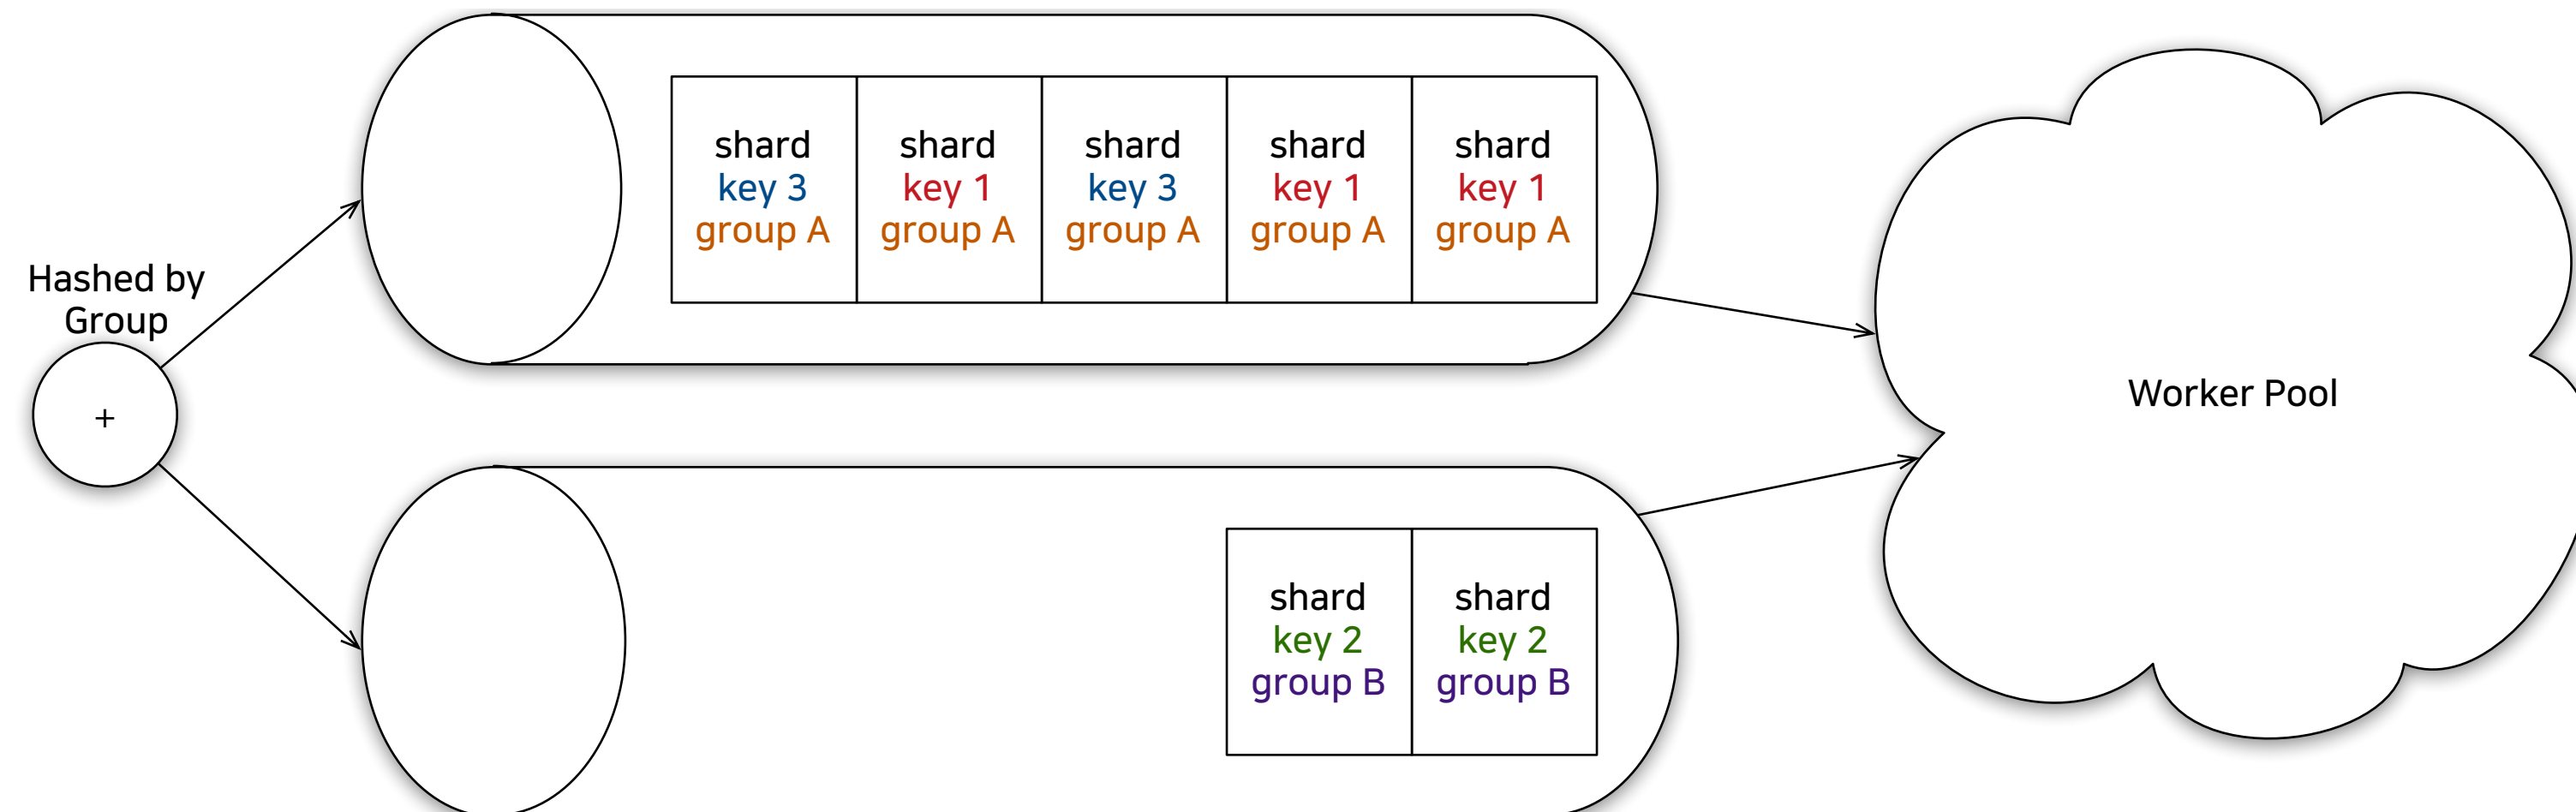 shard
key 3
group A
shard
key 1
group A
shard
key 3
group A
shard
key 1
group A
shard
key 1
group A
Hashed by
Group
+
Worker Pool
shard
key 2
group B
shard
key 2
group B